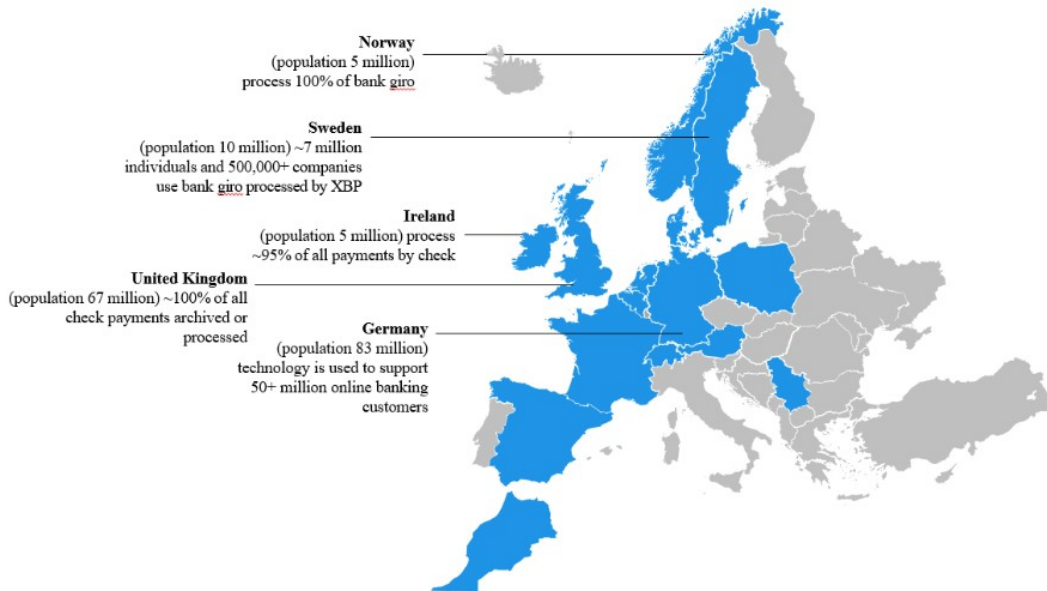 Norway
(population 5 million)
process 100% of bank giro
Sweden
(population 10 million) ~7 million
individuals and 500,000+ companies
use bank giro processed by XBP
Ireland
(population 5 million) process
~95% of all payments by check
United Kingdom
(population 67 million) ~100% of all
check payments archived or
processed
Germany
(population 83 million)
technology is used to support
50+ million online banking
customers